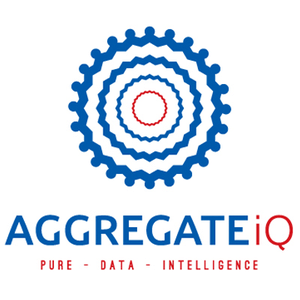 AGGREGATEiQ
PURE - DATA - INTELLIGENCE